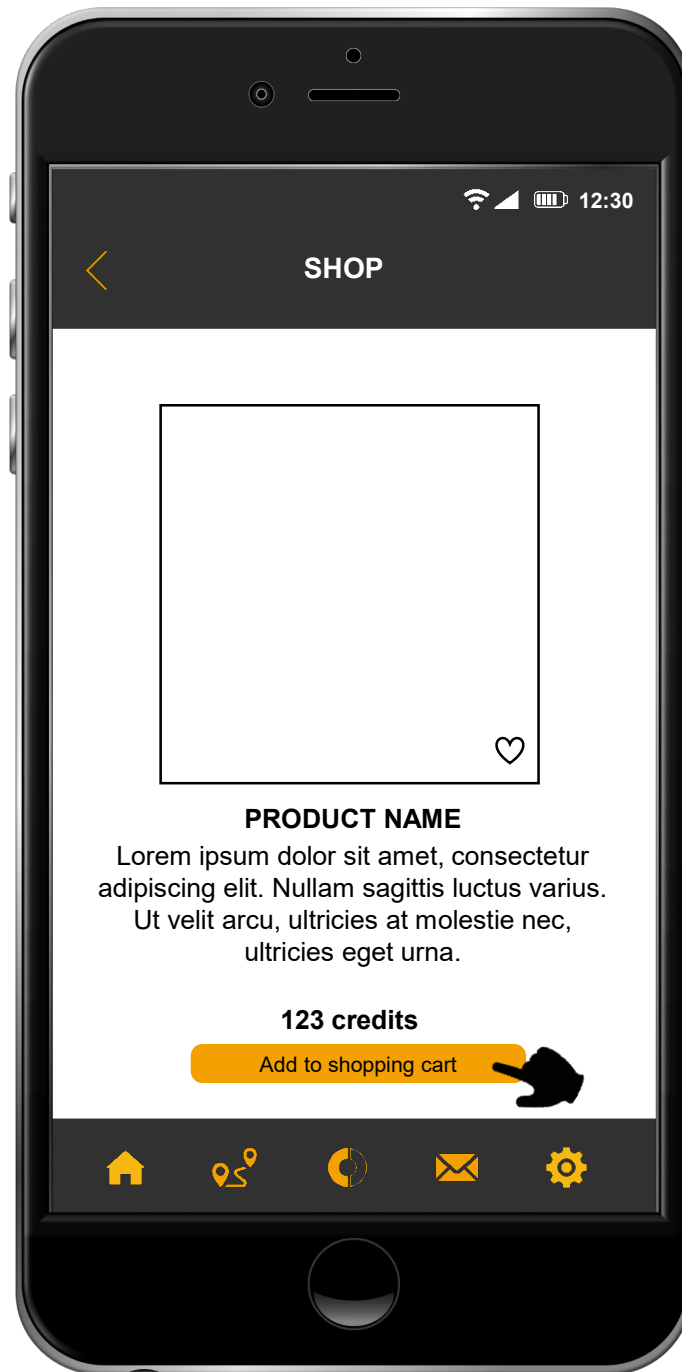 12:30
SHOP
PRODUCT NAME
Lorem ipsum dolor sit amet, consectetur
adipiscing elit. Nullam sagittis luctus varius.
Ut velit arcu, ultricies at molestie nec,
ultricies eget urna.
123 credits
Add to shopping cart